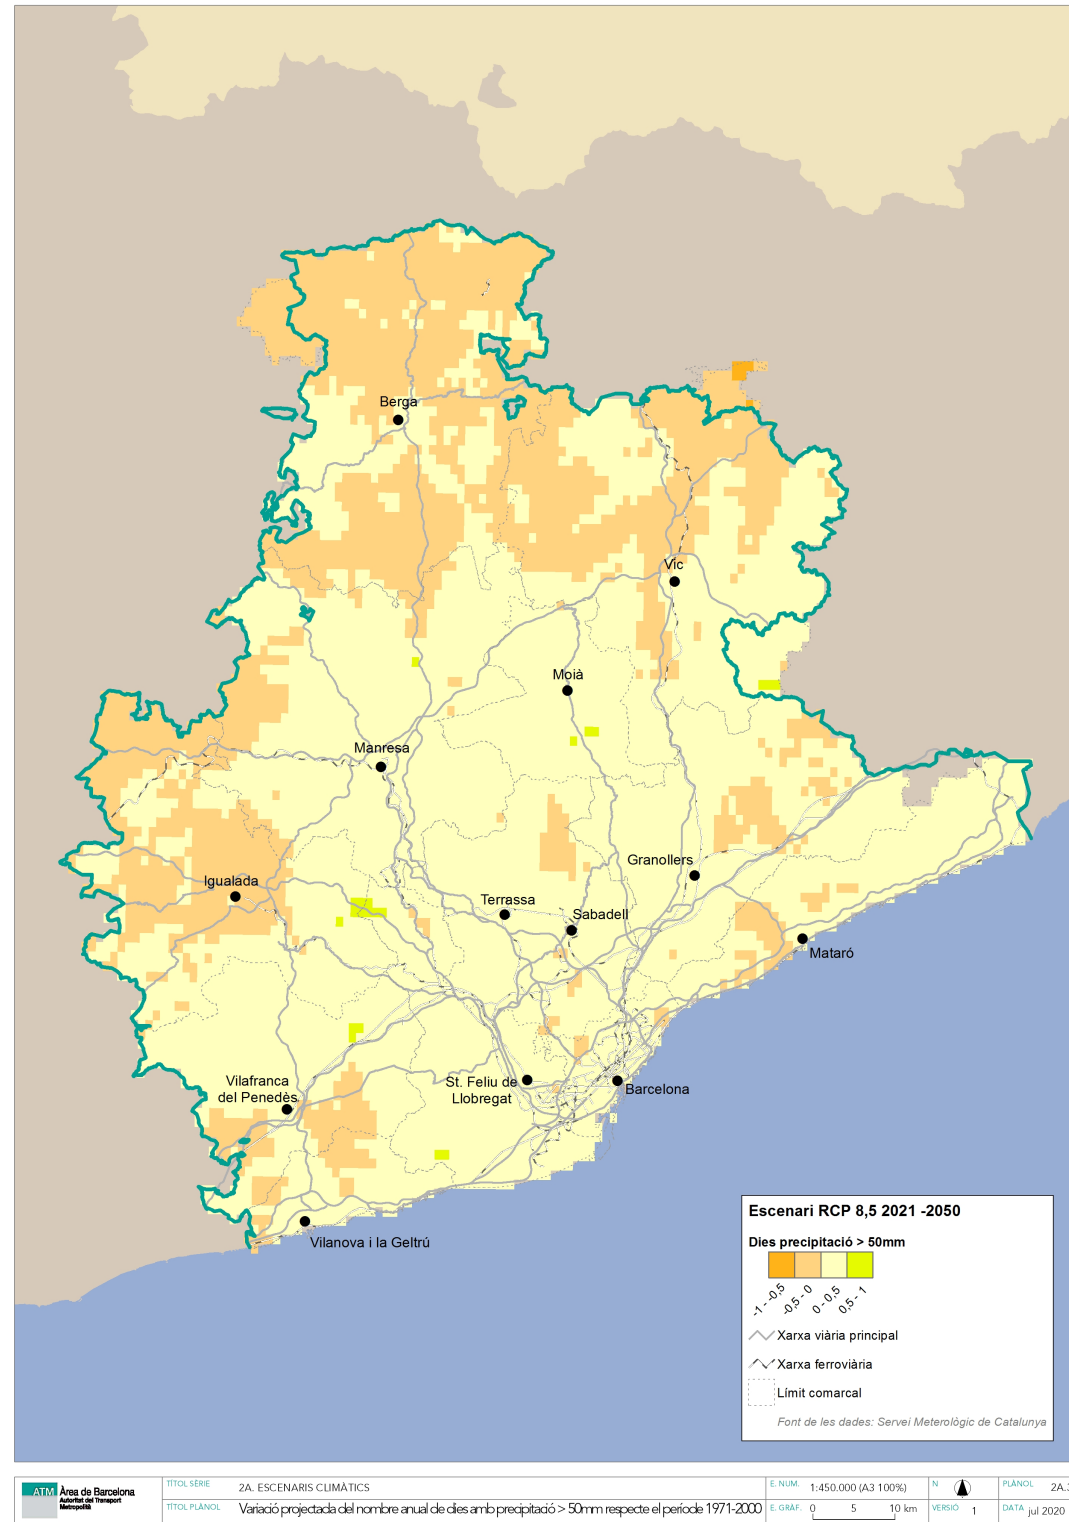 Berga
Vic
Moià
Manresa
Granollers
Igualada
Terrassa
Sabadell
Mataró
Vilafranca
del Penedès
St. Feliu de
Llobregat
Barcelona
Vilanova i la Geltrú
Escenari RCP 8,5 2021 -2050
Dies precipitació > 50mm
-1 - -0,5
-0,5 - 0
0 - 0,5
0,5 - 1
Xarxa viària principal
Xarxa ferroviària
Límit comarcal
Font de les dades: Servei Meterològic de Catalunya
ATM Àrea de Barcelona
Autoritat del Transport
Metropolità
TÍTOL SÈRIE 2A. ESCENARIS CLIMÀTICS
TÍTOL PLÀNOL Variació projectada del nombre anual de dies amb precipitació > 50mm respecte el període 1971-2000
E. NUM. 1:450.000 (A3 100%)
E. GRÀF. 0 5 10 km
N
VERSIÓ 1
PLÀNOL 2A.
DATA jul 2020